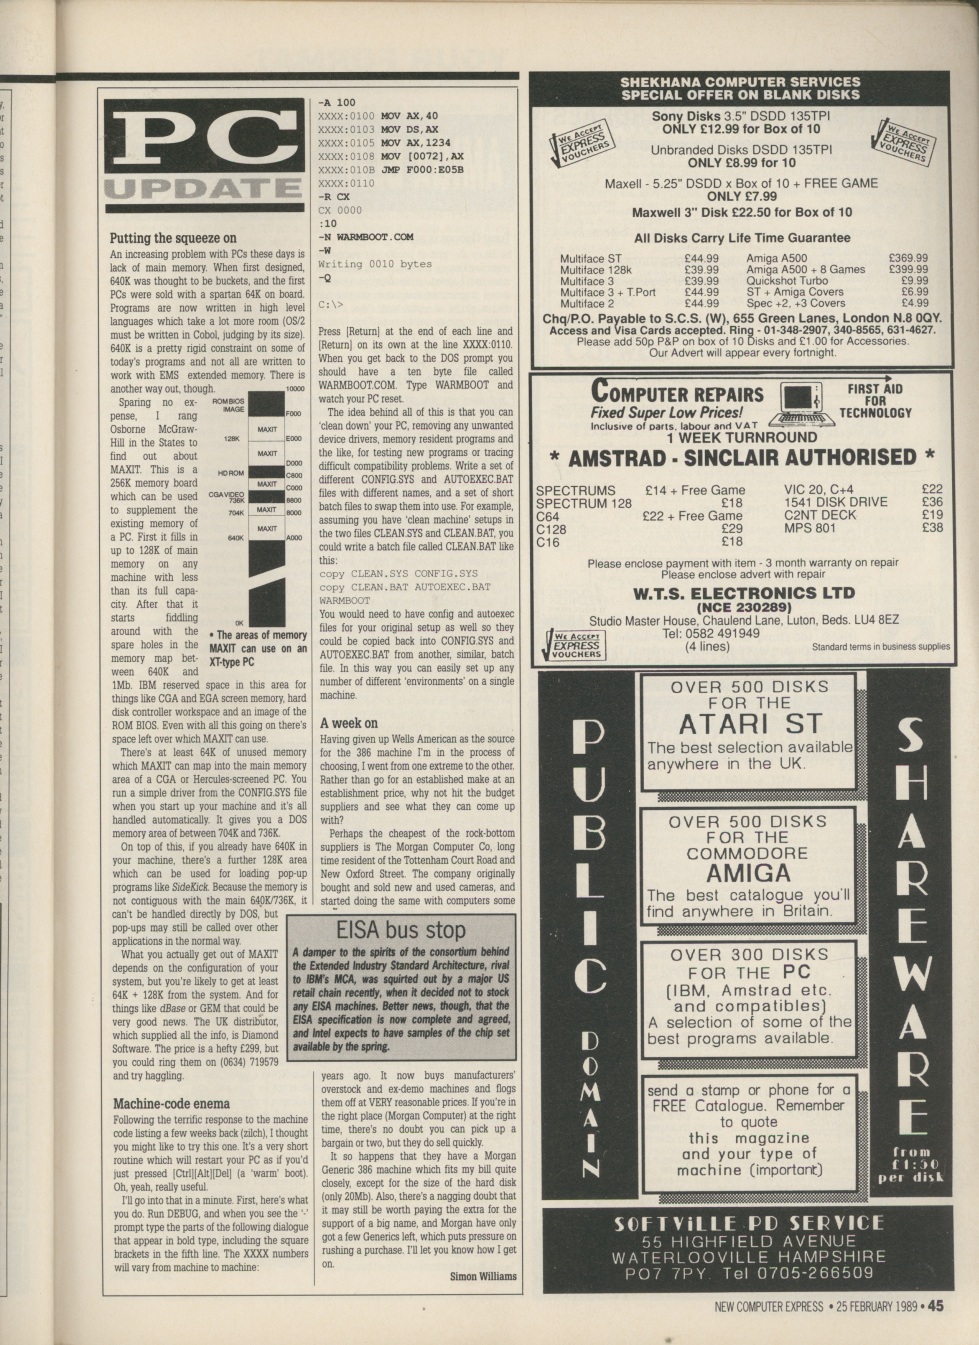 PC
UPDATE
Putting the squeeze on
An increasing problem with PCs these days is
lack of main memory. When first designed,
640K was thought to be buckets, and the first
PCs were sold with a spartan 64K on board.
Programs are now written in high level
languages which take a lot more room (OS/2
must be written in Cobol, judging by its size).
640K is a pretty rigid constraint on some of
today's programs and not all are written to
work with EMS extended memory. There is
another way out, though.
Sparing no ex-
pense, I rang
Osborne McGraw-
Hill in the States to
find out about
MAXIT. This is a
256K memory board
which can be used
to supplement the
existing memory of
a PC. First it fills in
up to 128K of main
memory on any
machine with less
than its full capa-
city. After that it
starts fiddling
around with the
spare holes in the
memory map bet-
ween 640K and
1Mb. IBM reserved space in this area for
things like CGA and EGA screen memory, hard
disk controller workspace and an image of the
ROM BIOS. Even with all this going on there's
space left over which MAXIT can use.
There's at least 64K of unused memory
which MAXIT can map into the main memory
area of a CGA or Hercules-screened PC. You
run a simple driver from the CONFIG.SYS file
when you start up your machine and it's all
handled automatically. It gives you a DOS
memory area of between 704K and 736K.
On top of this, if you already have 640K in
your machine, there's a further 128K area
which can be used for loading pop-up
programs like SideKick. Because the memory is
not contiguous with the main 640K/736K, it
can't be handled directly by DOS, but
pop-ups may still be called over other
applications in the normal way.
What you actually get out of MAXIT
depends on the configuration of your
system, but you're likely to get at least
64K + 128K from the system. And for
things like dBase or GEM that could be
very good news. The UK distributor,
which supplied all the info, is Diamond
Software. The price is a hefty £299, but
you could ring them on (0634) 719579
and try haggling.
10000
ROM BIOS
IMAGE
F000
MAXIT
128K
E000
MAXIT
D000
HD ROM
C800
MAXIT
C000
CGA VIDEO
736K
B800
MAXIT
704K
B000
MAXIT
640K
A000
0K
• The areas of memory
MAXIT can use on an
XT-type PC
Machine-code enema
Following the terrific response to the machine
code listing a few weeks back (zilch), I thought
you might like to try this one. It's a very short
routine which will restart your PC as if you'd
just pressed [Ctrl][Alt][Del] (a 'warm' boot).
Oh, yeah, really useful.
I'll go into that in a minute. First, here's what
you do. Run DEBUG, and when you see the '-'
prompt type the parts of the following dialogue
that appear in bold type, including the square
brackets in the fifth line. The XXXX numbers
will vary from machine to machine:
-A 100
XXXX:0100 MOV AX,40
XXXX:0103 MOV DS,AX
XXXX:0105 MOV AX,1234
XXXX:0108 MOV [0072],AX
XXXX:010B JMP F000:E05B
XXXX:0110
-R CX
CX 0000
:10
-N WARMBOOT.COM
-W
Writing 0010 bytes
-Q
C:\>
Press [Return] at the end of each line and
[Return] on its own at the line XXXX:0110.
When you get back to the DOS prompt you
should have a ten byte file called
WARMBOOT.COM. Type WARMBOOT and
watch your PC reset.
The idea behind all of this is that you can
'clean down' your PC, removing any unwanted
device drivers, memory resident programs and
the like, for testing new programs or tracing
difficult compatibility problems. Write a set of
different CONFIG.SYS and AUTOEXEC.BAT
files with different names, and a set of short
batch files to swap them into use. For example,
assuming you have 'clean machine' setups in
the two files CLEAN.SYS and CLEAN.BAT, you
could write a batch file called CLEAN.BAT like
this:
copy CLEAN.SYS CONFIG.SYS
copy CLEAN.BAT AUTOEXEC.BAT
WARMBOOT
You would need to have config and autoexec
files for your original setup as well so they
could be copied back into CONFIG.SYS and
AUTOEXEC.BAT from another, similar, batch
file. In this way you can easily set up any
number of different 'environments' on a single
machine.
A week on
Having given up Wells American as the source
for the 386 machine I'm in the process of
choosing, I went from one extreme to the other.
Rather than go for an established make at an
establishment price, why not hit the budget
suppliers and see what they can come up
with?
Perhaps the cheapest of the rock-bottom
suppliers is The Morgan Computer Co, long
time resident of the Tottenham Court Road and
New Oxford Street. The company originally
bought and sold new and used cameras, and
started doing the same with computers some
years ago. It now buys manufacturers'
overstock and ex-demo machines and flogs
them off at VERY reasonable prices. If you're in
the right place (Morgan Computer) at the right
time, there's no doubt you can pick up a
bargain or two, but they do sell quickly.
It so happens that they have a Morgan
Generic 386 machine which fits my bill quite
closely, except for the size of the hard disk
(only 20Mb). Also, there's a nagging doubt that
it may still be worth paying the extra for the
support of a big name, and Morgan have only
got a few Generics left, which puts pressure on
rushing a purchase. I'll let you know how I get
on.
Simon Williams
EISA bus stop
A damper to the spirits of the consortium behind
the Extended Industry Standard Architecture, rival
to IBM's MCA, was squirted out by a major US
retail chain recently, when it decided not to stock
any EISA machines. Better news, though, that the
EISA specification is now complete and agreed,
and Intel expects to have samples of the chip set
available by the spring.
SHEKHANA COMPUTER SERVICES
SPECIAL OFFER ON BLANK DISKS
WE ACCEPT
EXPRESS
VOUCHERS
Sony Disks 3.5" DSDD 135TPI
ONLY £12.99 for Box of 10
Unbranded Disks DSDD 135TPI
ONLY £8.99 for 10
WE ACCEPT
EXPRESS
VOUCHERS
Maxell - 5.25" DSDD x Box of 10 + FREE GAME
ONLY £7.99
Maxwell 3" Disk £22.50 for Box of 10
All Disks Carry Life Time Guarantee
Multiface ST £44.99 Amiga A500 £369.99
Multiface 128k £39.99 Amiga A500 + 8 Games £399.99
Multiface 3 £39.99 Quickshot Turbo £9.99
Multiface 3 + T.Port £44.99 ST + Amiga Covers £6.99
Multiface 2 £44.99 Spec +2, +3 Covers £4.99
Chq/P.O. Payable to S.C.S. (W), 655 Green Lanes, London N.8 0QY.
Access and Visa Cards accepted. Ring - 01-348-2907, 340-8565, 631-4627.
Please add 50p P&P on box of 10 Disks and £1.00 for Accessories.
Our Advert will appear every fortnight.
COMPUTER REPAIRS
Fixed Super Low Prices!
Inclusive of parts, labour and VAT
FIRST AID
FOR
TECHNOLOGY
1 WEEK TURNROUND
* AMSTRAD - SINCLAIR AUTHORISED *
SPECTRUMS £14 + Free Game VIC 20, C+4 £22
SPECTRUM 128 £18 1541 DISK DRIVE £36
C64 £22 + Free Game C2NT DECK £19
C128 £29 MPS 801 £38
C16 £18
Please enclose payment with item - 3 month warranty on repair
Please enclose advert with repair
W.T.S. ELECTRONICS LTD
(NCE 230289)
Studio Master House, Chaulend Lane, Luton, Beds. LU4 8EZ
Tel: 0582 491949
(4 lines)
WE ACCEPT
EXPRESS
VOUCHERS
Standard terms in business supplies
PUBLIC DOMAIN
OVER 500 DISKS
FOR THE
ATARI ST
The best selection available
anywhere in the UK.
OVER 500 DISKS
FOR THE
COMMODORE
AMIGA
The best catalogue you'll
find anywhere in Britain.
OVER 300 DISKS
FOR THE PC
(IBM, Amstrad etc.
and compatibles)
A selection of some of the
best programs available.
send a stamp or phone for a
FREE Catalogue. Remember
to quote
this magazine
and your type of
machine (important)
SHAREWARE
from
£1:50
per disk
SOFTVILLE PD SERVICE
55 HIGHFIELD AVENUE
WATERLOOVILLE HAMPSHIRE
PO7 7PY. Tel 0705-266509
NEW COMPUTER EXPRESS • 25 FEBRUARY 1989 • 45